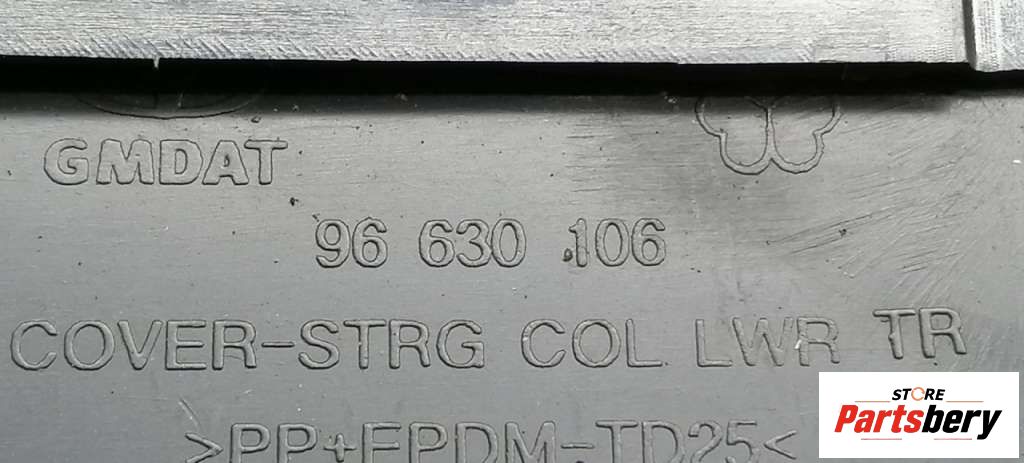 GMDAT
96 630 106
COVER-STRG COL LWR TR
>PP+EPDM-TD25<
STORE
Partsbery